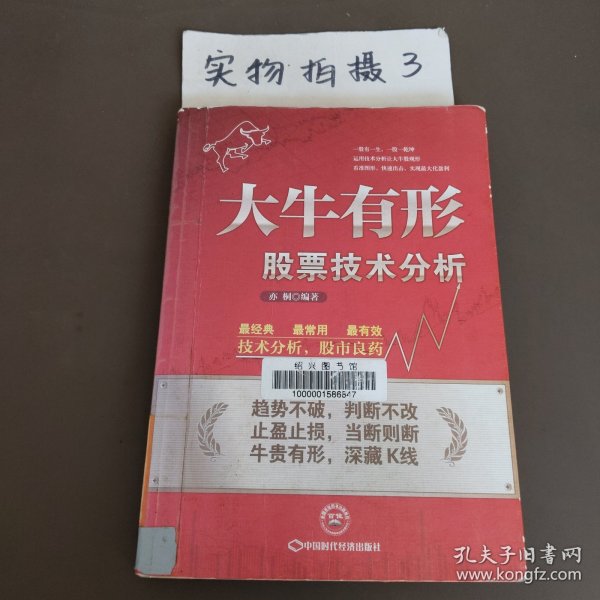 实物拍摄3
一股有一生，一股一乾坤
运用技术分析让大牛股现形
看准图形、快速出击、实现最大化盈利
大牛有形
股票技术分析
亦桐◎编著
最经典 最常用 最有效
技术分析，股市良药
绍兴图书馆
1000001586847
趋势不破，判断不改
止盈止损，当断则断
牛贵有形，深藏K线
中国时代经济出版社
孔夫子旧书网
www.kongfz.com